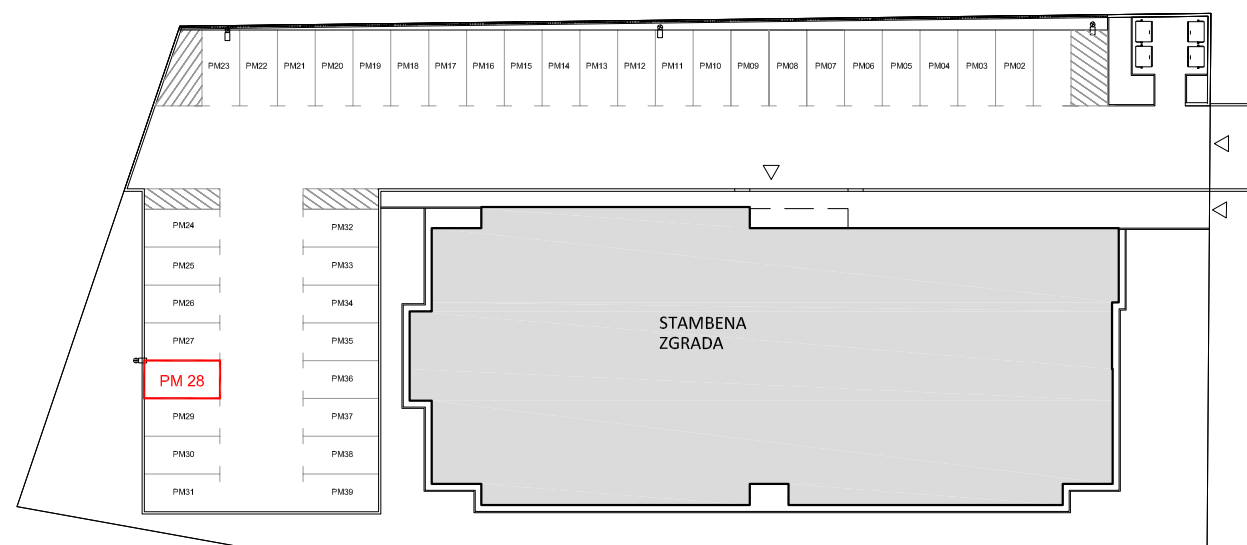 PM23 PM22 PM21 PM20 PM19 PM18 PM17 PM16 PM15 PM14 PM13 PM12 PM11 PM10 PM09 PM08 PM07 PM06 PM05 PM04 PM03 PM02
PM24
PM25
PM26
PM27
PM 28
PM29
PM30
PM31
PM32
PM33
PM34
PM35
PM36
PM37
PM38
PM39
STAMBENA
ZGRADA